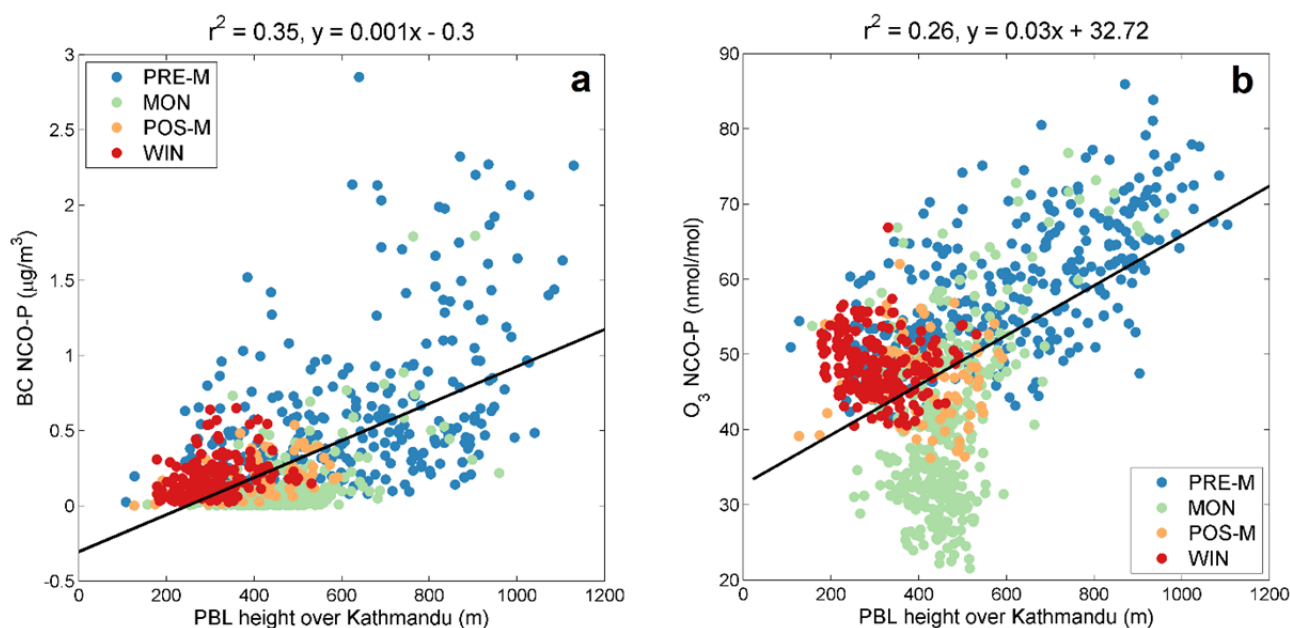 r² = 0.35, y = 0.001x - 0.3
a
PRE-M
MON
POS-M
WIN
3
2.5
2
1.5
1
0.5
0
-0.5
BC NCO-P (µg/m³)
0 200 400 600 800 1000 1200
PBL height over Kathmandu (m)
r² = 0.26, y = 0.03x + 32.72
b
90
80
70
60
50
40
30
20
O₃ NCO-P (nmol/mol)
PRE-M
MON
POS-M
WIN
0 200 400 600 800 1000 1200
PBL height over Kathmandu (m)